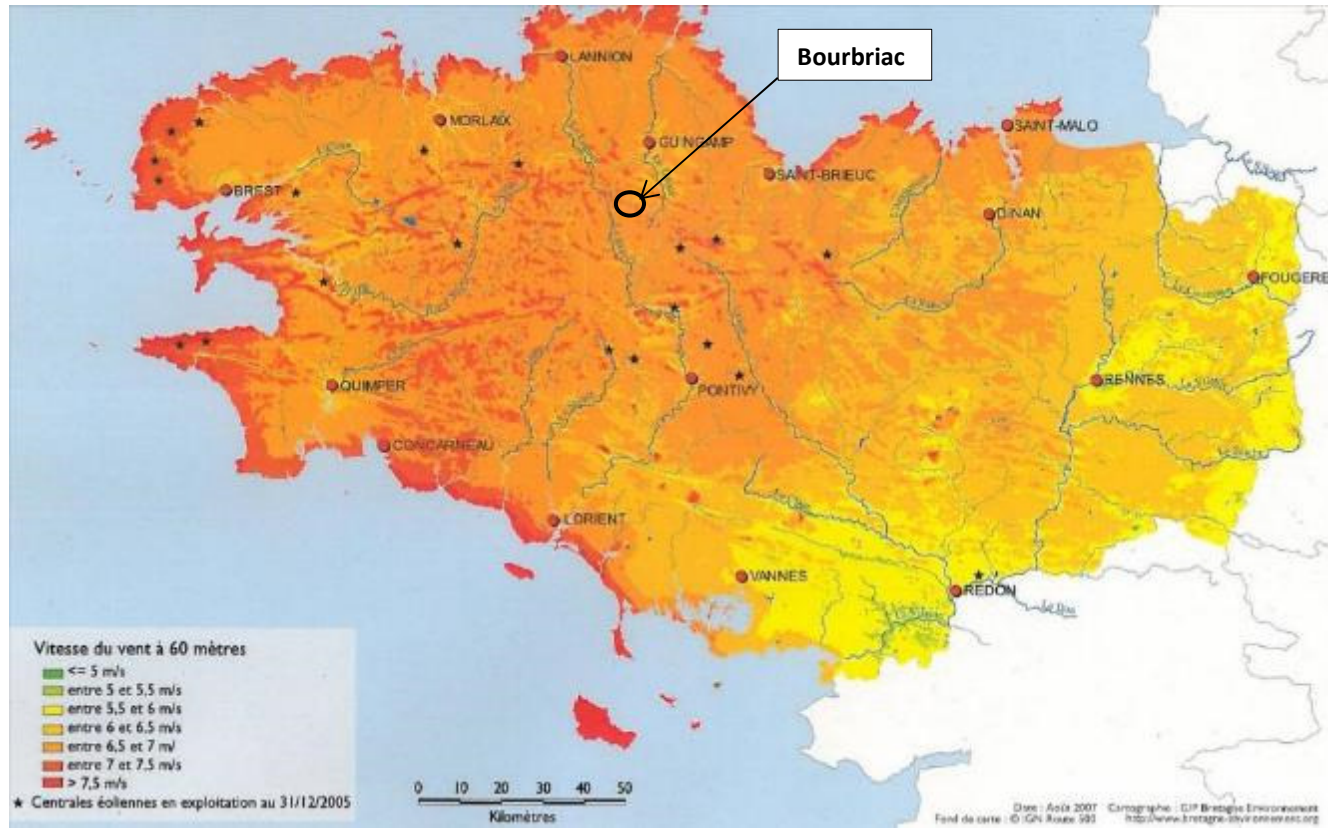 Bourbriac
LANNION
MORLAIX
GUINGAMP
SAINT-MALO
BREST
SAINT-BRIEUC
DINAN
FOUGERE
QUIMPER
PONTIVY
RENNES
CONCARNEAU
LORIENT
VANNES
REDON
Vitesse du vent à 60 mètres
<= 5 m/s
entre 5 et 5,5 m/s
entre 5,5 et 6 m/s
entre 6 et 6,5 m/s
entre 6,5 et 7 m/
entre 7 et 7,5 m/s
> 7,5 m/s
★ Centrales éoliennes en exploitation au 31/12/2005
0 10 20 30 40 50
Kilomètres
Date : Août 2007 Cartographie : GIP Bretagne Environnement
Fond de carte : © IGN Route 500 http://www.bretagne-environnement.org